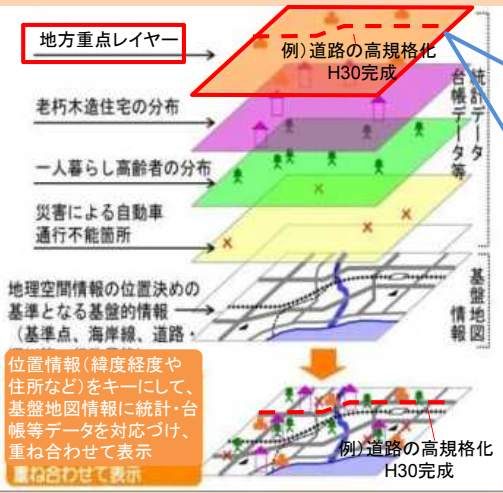 地方重点レイヤー
例）道路の高規格化
H30完成
老朽木造住宅の分布
一人暮らし高齢者の分布
災害による自動車
通行不能箇所
統計データ
台帳データ等
地理空間情報の位置決めの
基準となる基盤的情報
（基準点、海岸線、道路・
基盤地図
情報
位置情報（緯度経度や
住所など）をキーにして、
基盤地図情報に統計・台
帳等データを対応づけ、
重ね合わせて表示
重ね合わせて表示
例）道路の高規格化
H30完成